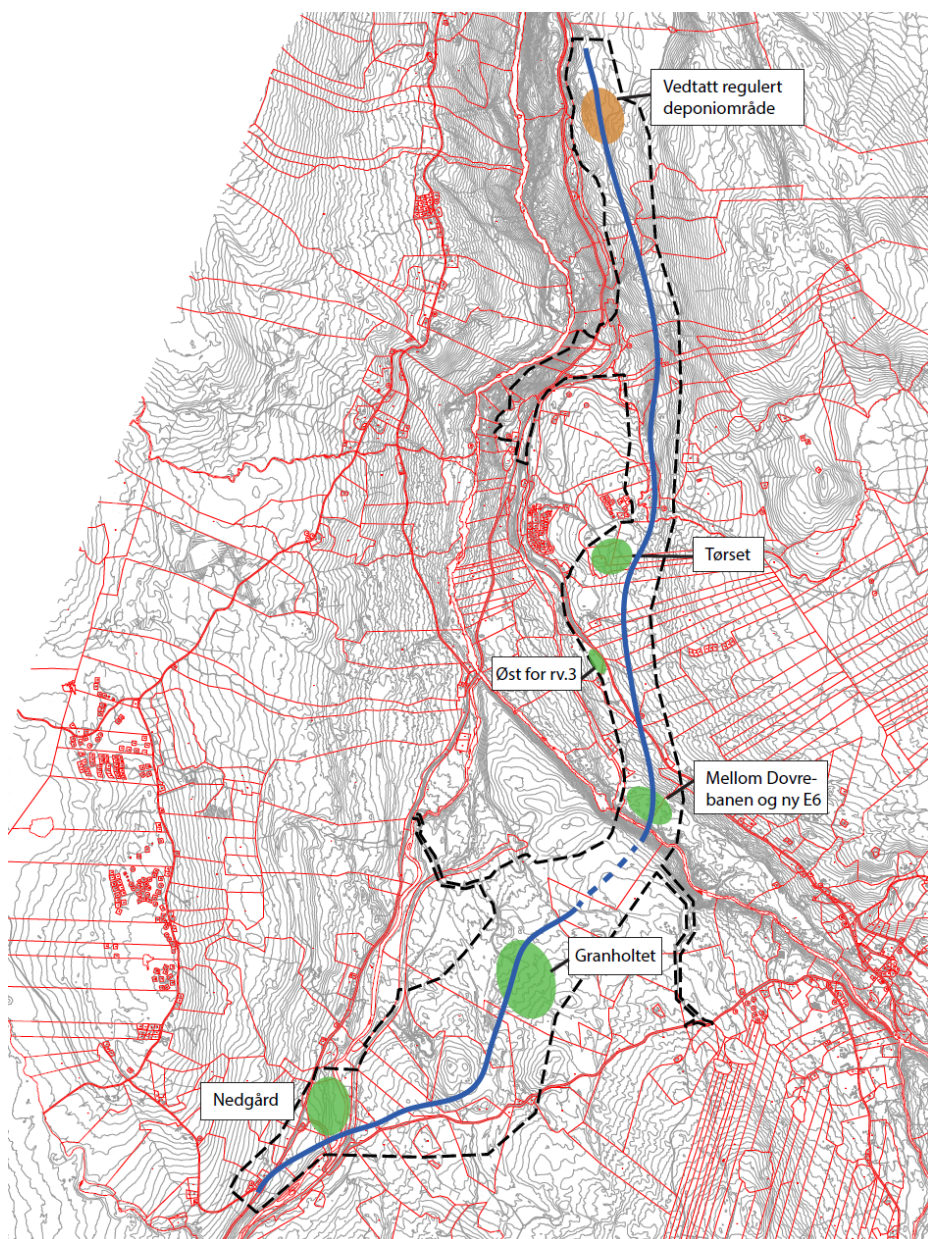 Vedtatt regulert
deponiområde
Tørset
Øst for rv.3
Mellom Dovre-
banen og ny E6
Granholtet
Nedgård